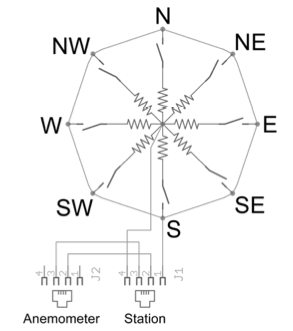 N
NW NE
W E
SW SE
S
4 3 2 1 J2 4 3 2 1 J1
Anemometer Station